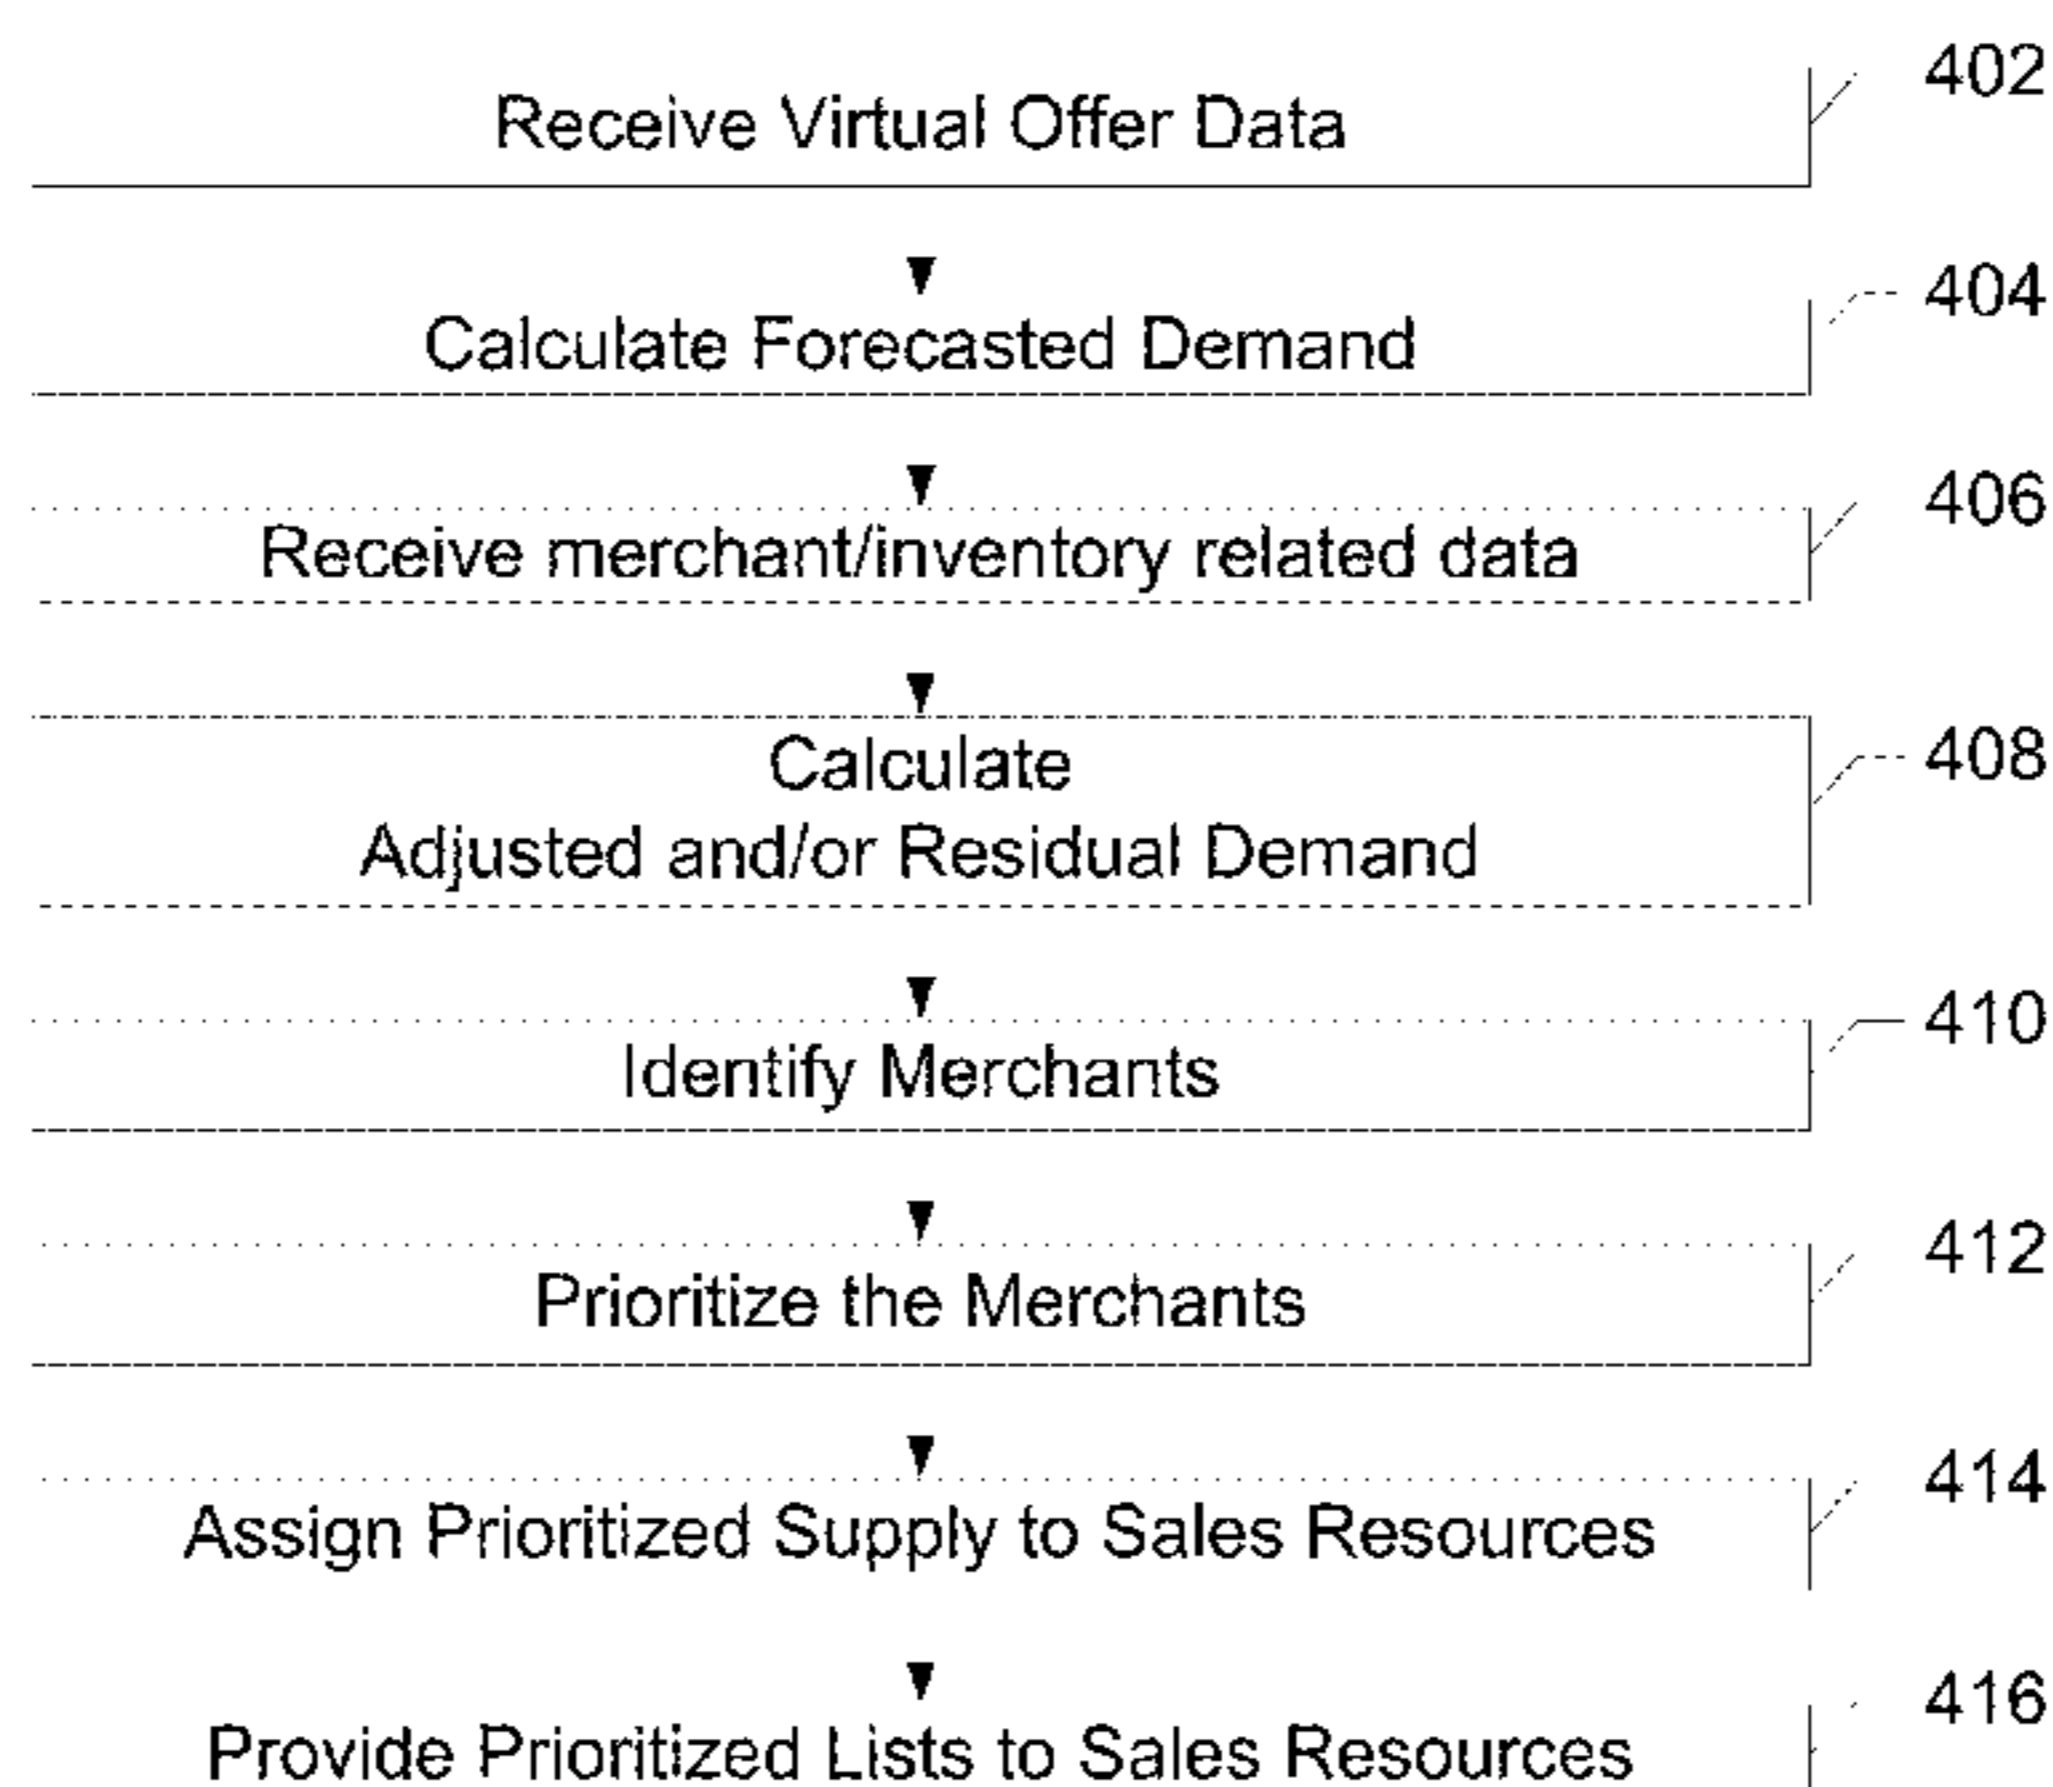 402
Receive Virtual Offer Data
404
Calculate Forecasted Demand
406
Receive merchant/inventory related data
408
Calculate
Adjusted and/or Residual Demand
410
Identify Merchants
412
Prioritize the Merchants
414
Assign Prioritized Supply to Sales Resources
416
Provide Prioritized Lists to Sales Resources